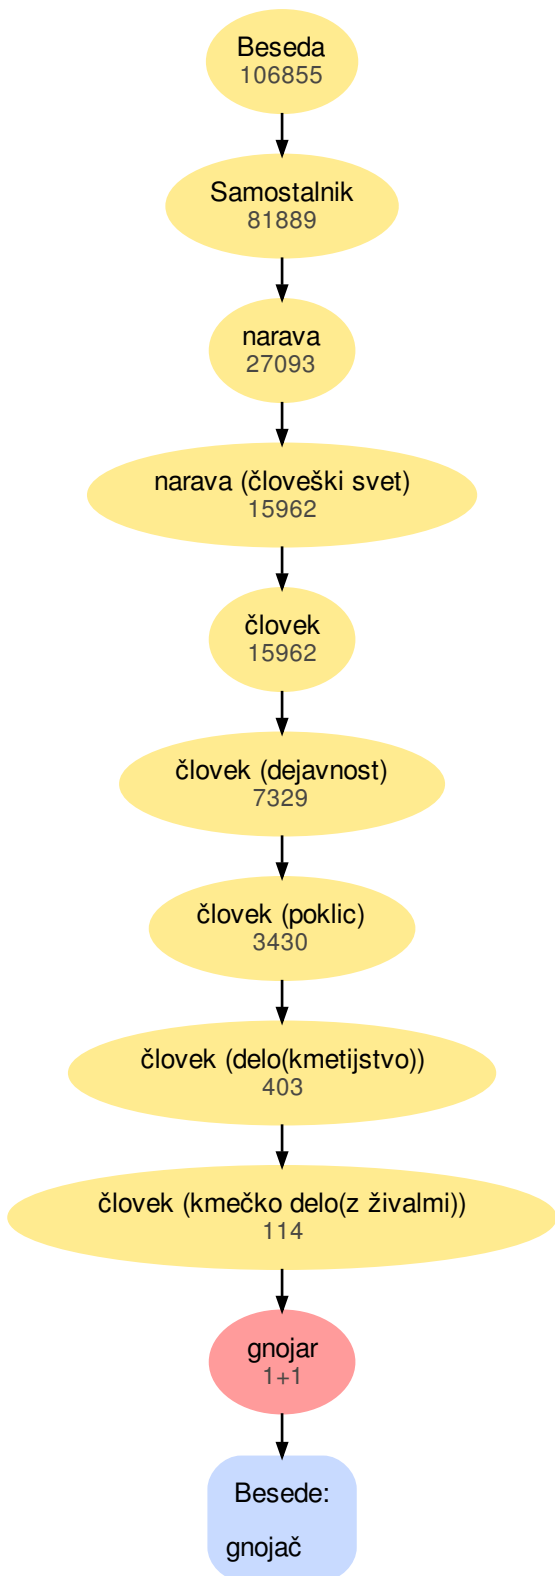 Beseda
106855
Samostalnik
81889
narava
27093
narava (človeški svet)
15962
človek
15962
človek (dejavnost)
7329
človek (poklic)
3430
človek (delo(kmetijstvo))
403
človek (kmečko delo(z živalmi))
114
gnojar
1+1
Besede:
gnojač